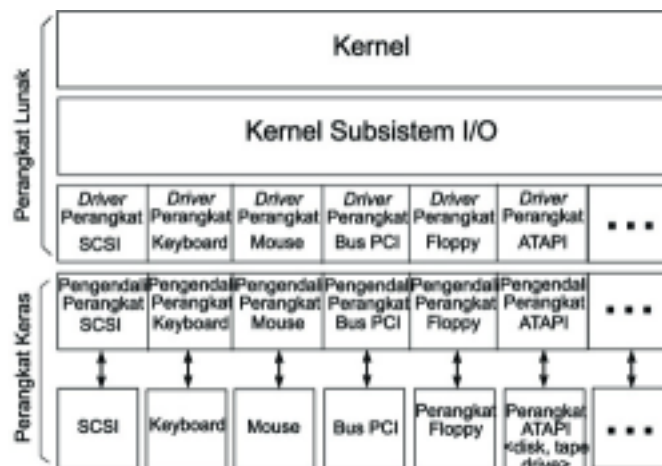 Perangkat Lunak
Kernel
Kernel Subsistem I/O
Driver
Perangkat
SCSI
Driver
Perangkat
Keyboard
Driver
Perangkat
Mouse
Driver
Perangkat
Bus PCI
Driver
Perangkat
Floppy
Driver
Perangkat
ATAPI
...
Perangkat Keras
Pengendali
Perangkat
SCSI
Pengendali
Perangkat
Keyboard
Pengendali
Perangkat
Mouse
Pengendali
Perangkat
Bus PCI
Pengendali
Perangkat
Floppy
Pengendali
Perangkat
ATAPI
...
SCSI
Keyboard
Mouse
Bus PCI
Perangkat
Floppy
Perangkat
ATAPI
<disk, tape
drive>
...